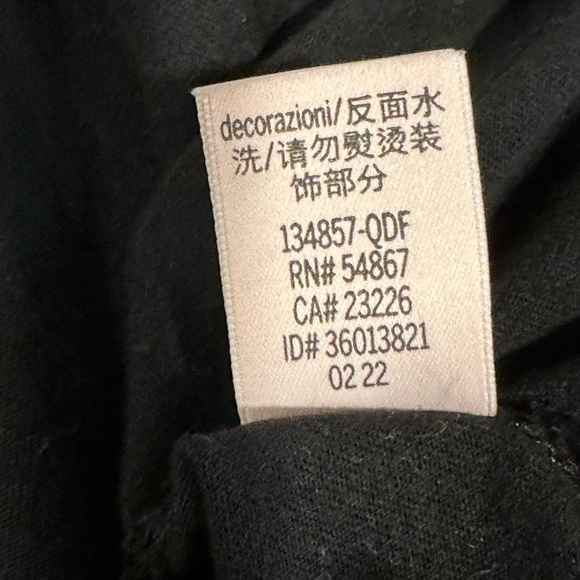 decorazioni/反面水
洗/请勿熨烫装
饰部分
134857-QDF
RN# 54867
CA# 23226
ID# 36013821
02 22